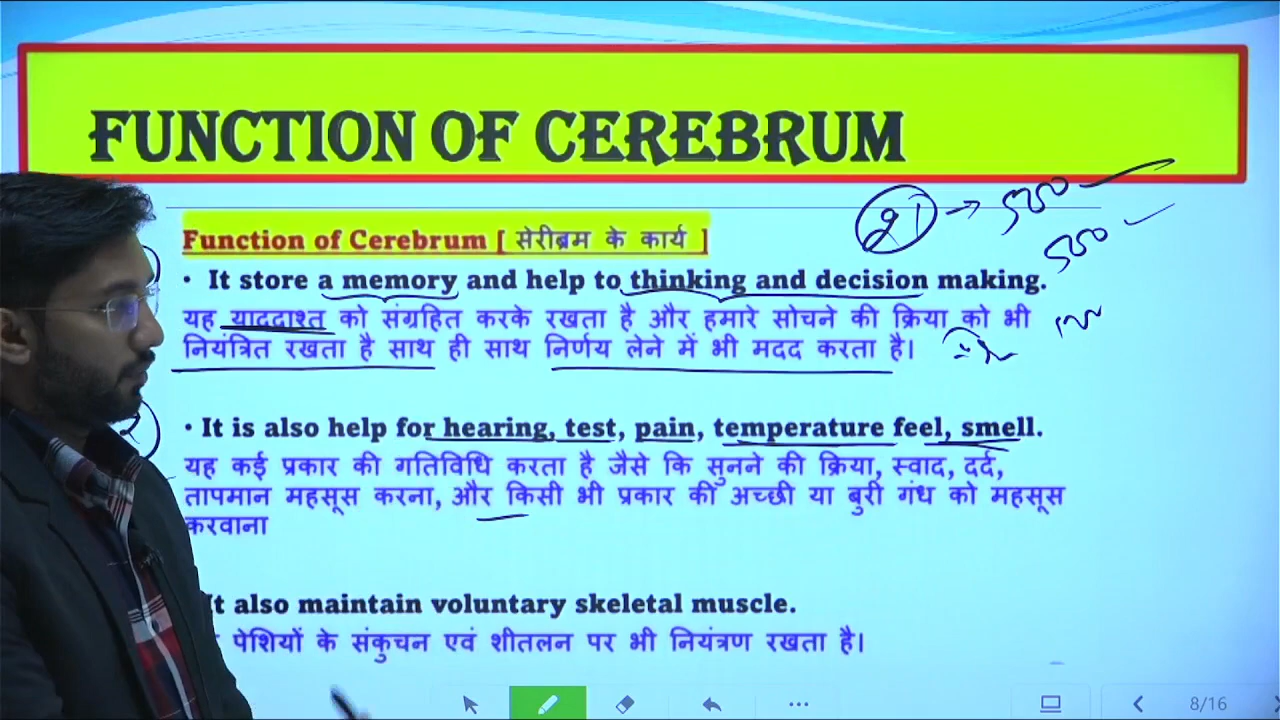 FUNCTION OF CEREBRUM
Function of Cerebrum [ सेरीब्रम के कार्य ]
• It store a memory and help to thinking and decision making.
यह याददाश्त को संग्रहित करके रखता है और हमारे सोचने की क्रिया को भी
नियंत्रित रखता है साथ ही साथ निर्णय लेने में भी मदद करता है।
• It is also help for hearing, test, pain, temperature feel, smell.
यह कई प्रकार की गतिविधि करता है जैसे कि सुनने की क्रिया, स्वाद, दर्द,
तापमान महसूस करना, और किसी भी प्रकार की अच्छी या बुरी गंध को महसूस
करवाना
It also maintain voluntary skeletal muscle.
पेशियों के संकुचन एवं शीतलन पर भी नियंत्रण रखता है।
8/16